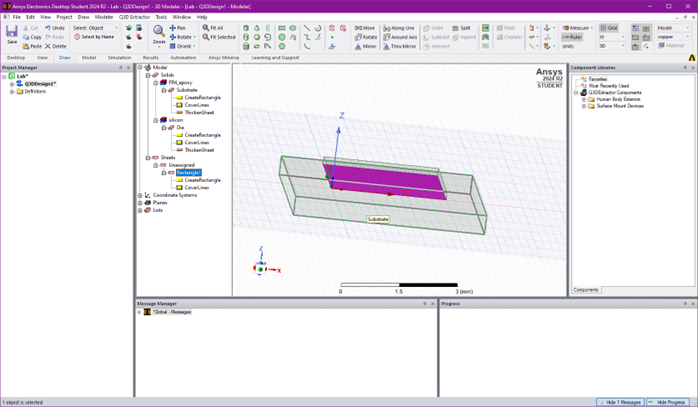 Ansys Electronics Desktop Student 2024 R2 - Lab - Q3DDesign1 - 3D Modeler - [Lab - Q3DDesign1 - Modeler]
File Edit View Project Draw Modeler Q3D Extractor Tools Window Help
Save
Cut
Copy
Paste
Undo
Redo
Delete
Select: Object
Select by Name
Zoom
Pan
Rotate
Orient
Fit All
Fit Selected
Move
Rotate
Mirror
Along Line
Around Axis
Thru Mirror
Unite
Subtract
Intersect
Split
Imprint
Fillet
Chamfer
Measure
Ruler
Grid
XY
3D
Model
copper
Material
Desktop View Draw Model Simulation Results Automation Ansys Minerva Learning and Support
Project Manager
Lab*
Q3DDesign1*
Definitions
Model
Solids
FR4_epoxy
Substrate
CreateRectangle
CoverLines
ThickenSheet
silicon
Die
CreateRectangle
CoverLines
ThickenSheet
Sheets
Unassigned
Rectangle1
CreateRectangle
CoverLines
Coordinate Systems
Planes
Lists
Ansys
2024 R2
STUDENT
Z
Substrate
Z
X
0 1.5 3 (mm)
Component Libraries
Favorites
Most Recently Used
Q3DExtractor Components
Human Body Exteriors
Surface Mount Devices
Components
Message Manager
*Global - Messages
Progress
1 object is selected
Hide 1 Messages
Hide Progress